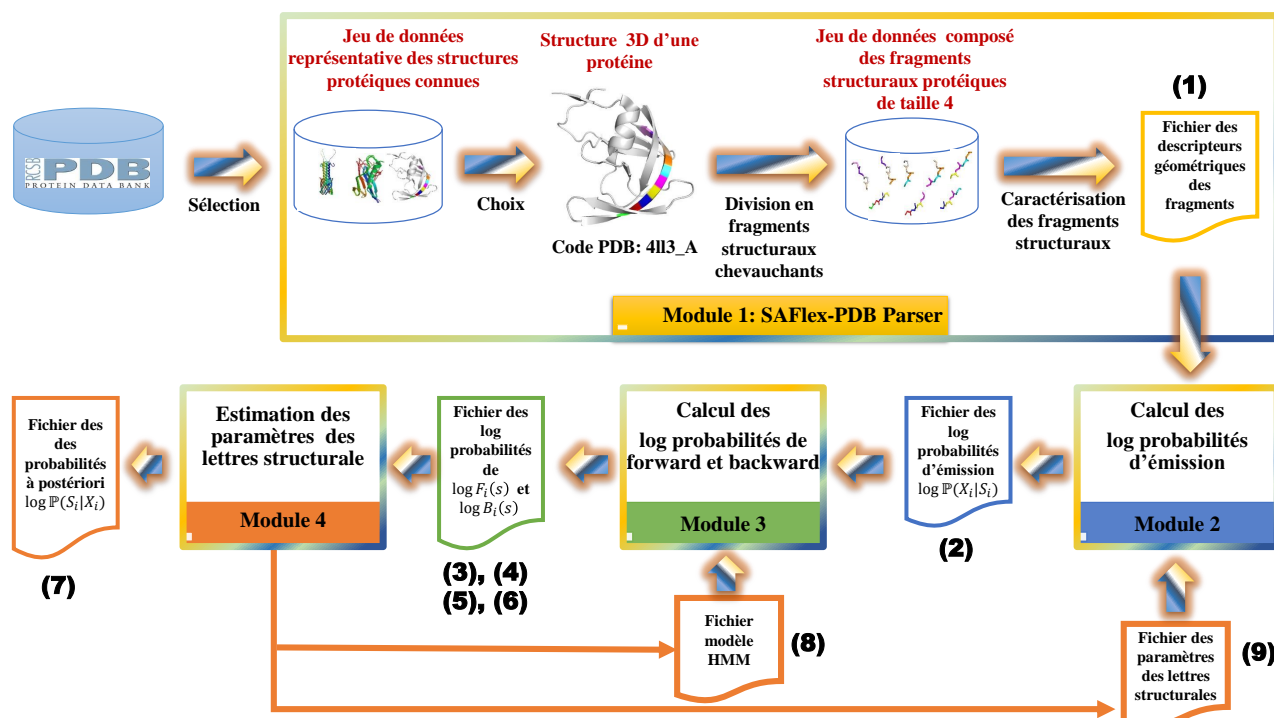 RCSB
PDB
PROTEIN DATA BANK
Sélection
Jeu de données
représentative des structures
protéiques connues
Choix
Structure 3D d'une
protéine
Code PDB: 4ll3_A
Division en
fragments
structuraux
chevauchants
Jeu de données composé
des fragments
structuraux protéiques
de taille 4
Caractérisation
des fragments
structuraux
(1)
Fichier des
descripteurs
géométriques
des
fragments
Module 1: SAFlex-PDB Parser
Fichier des
des
probabilités
à postériori
log ℙ(S_i|X_i)
(7)
Estimation des
paramètres des
lettres structurale
Module 4
Fichier des
log
probabilités
de
log F_i(s) et
log B_i(s)
(3), (4)
(5), (6)
Calcul des
log probabilités de
forward et backward
Module 3
Fichier des
log
probabilités
d'émission
log ℙ(X_i|S_i)
(2)
Calcul des
log probabilités
d'émission
Module 2
Fichier
modèle
HMM
(8)
Fichier des
paramètres
des lettres
structurales
(9)